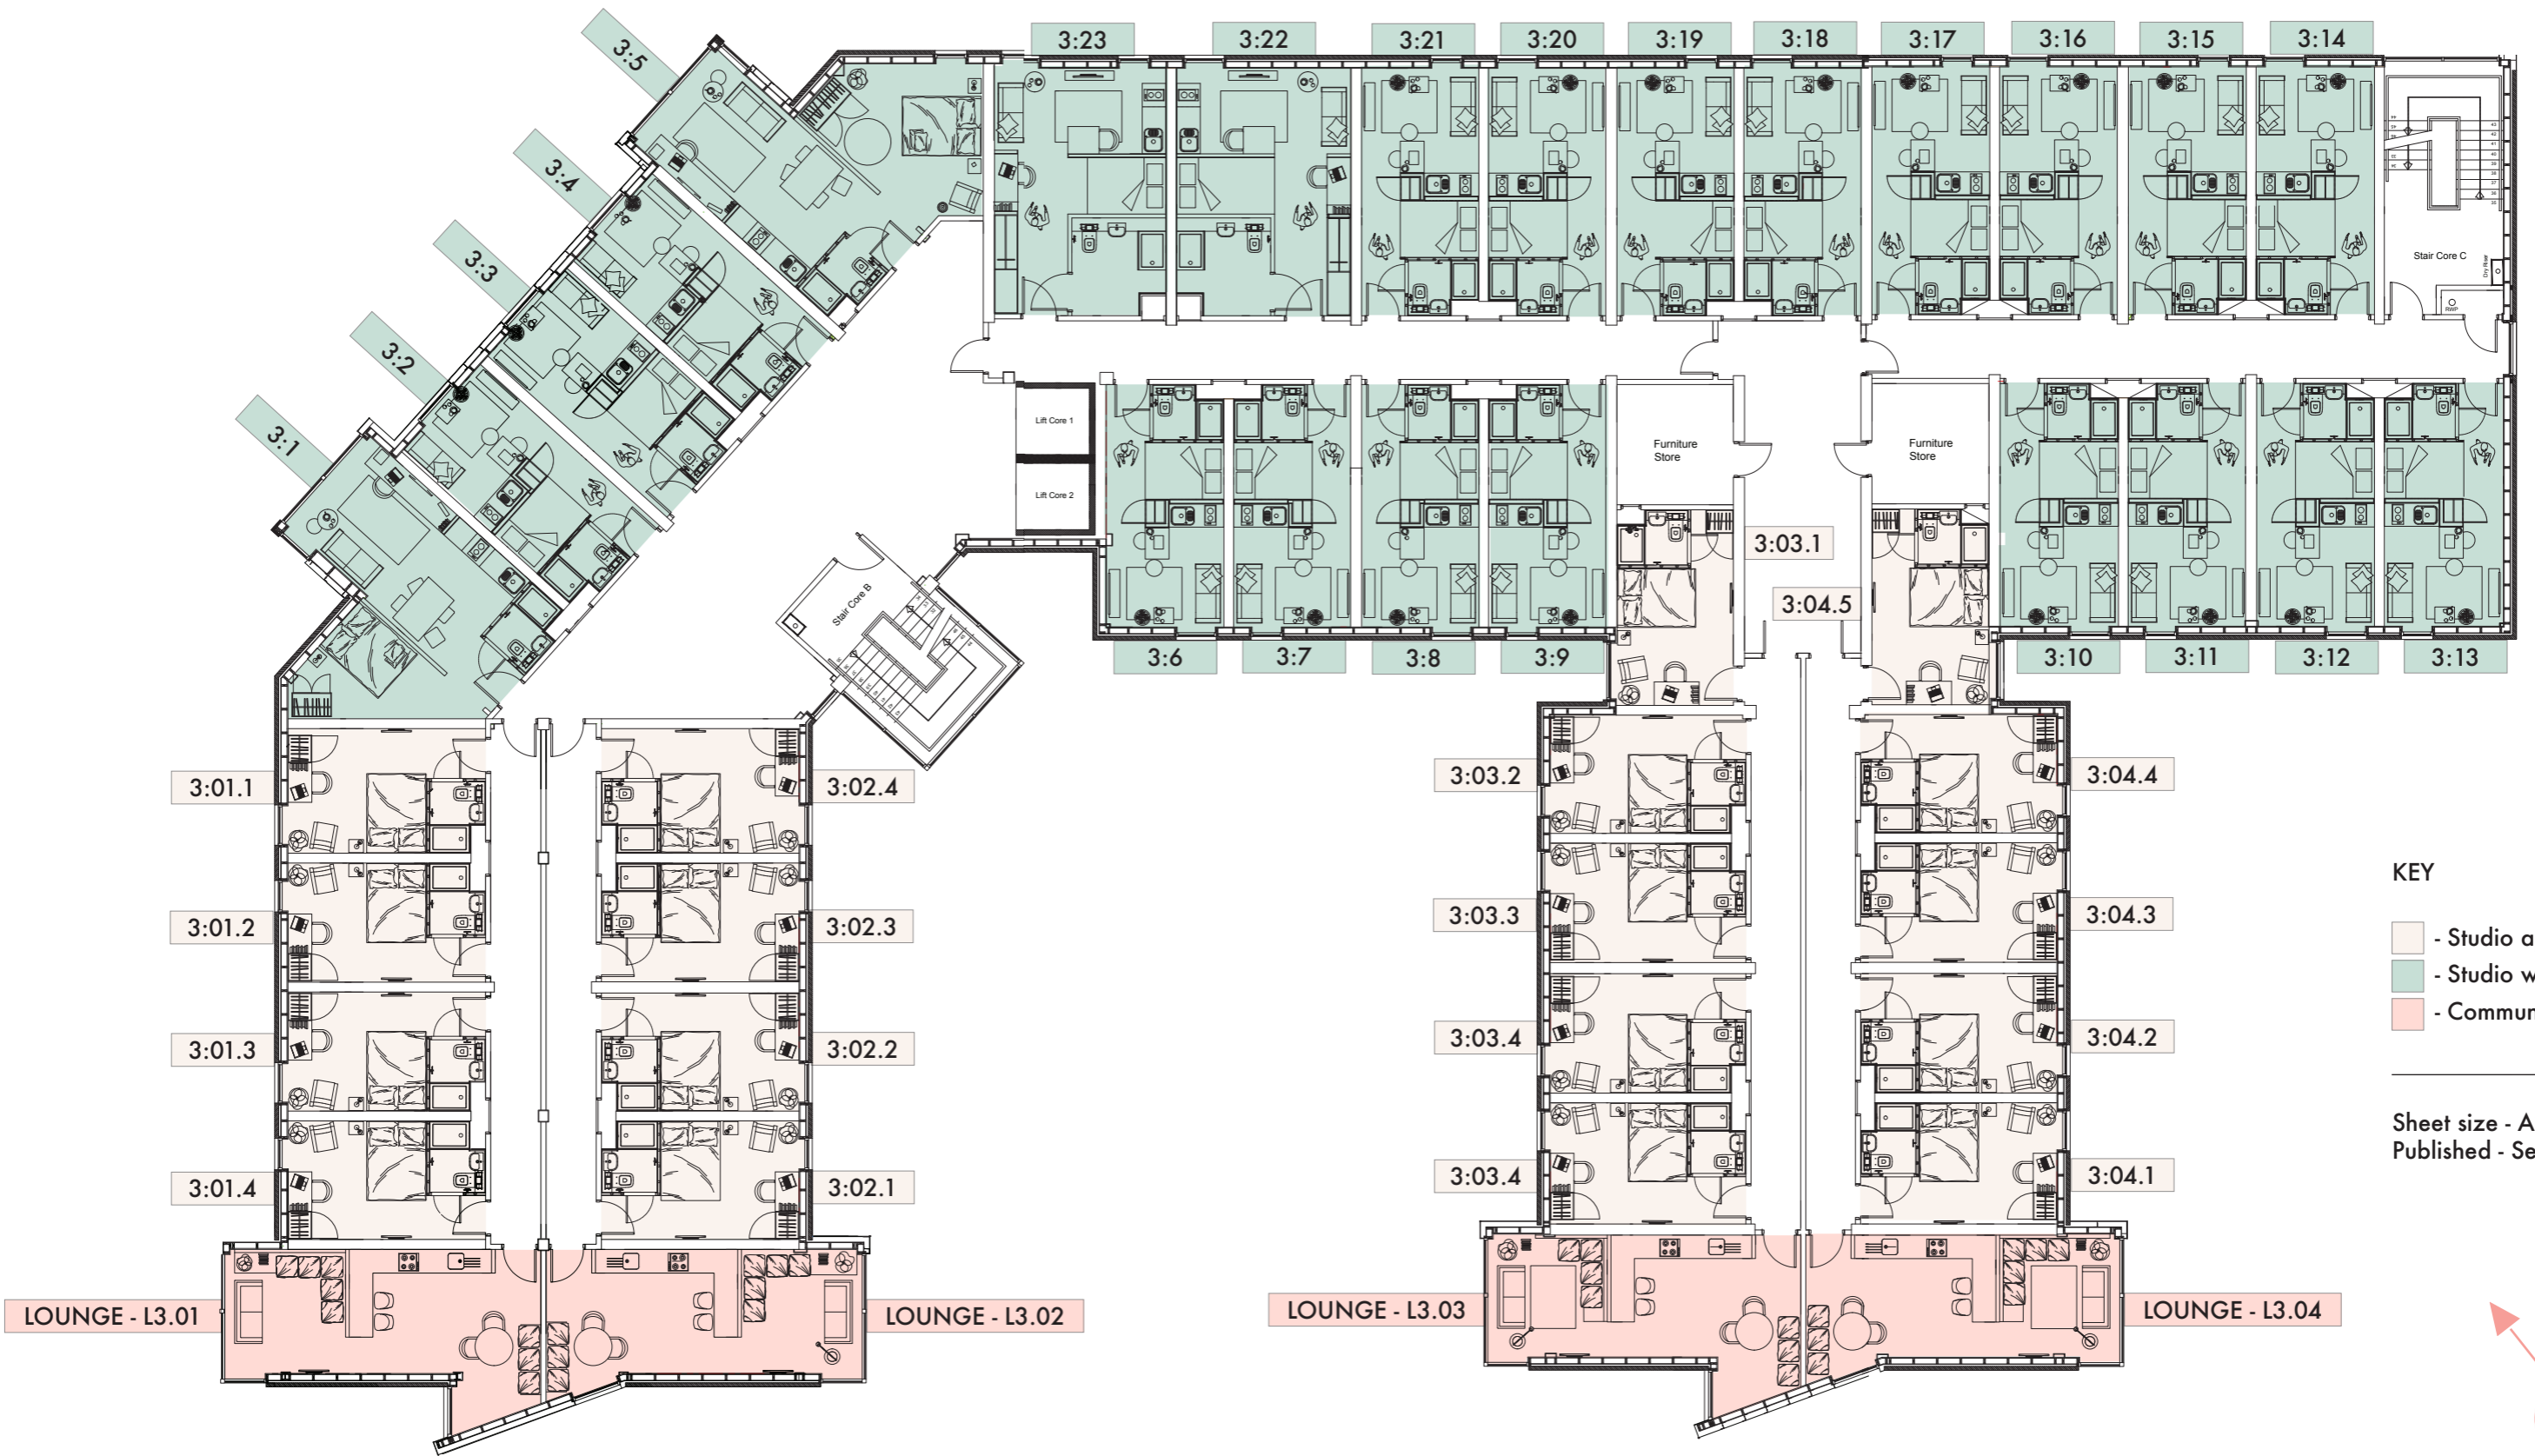 3:5
3:23
3:22
3:21
3:20
3:19
3:18
3:17
3:16
3:15
3:14
3:4
3:3
3:2
3:1
Stair Core C
Dry Riser
RWP
Lift Core 1
Lift Core 2
Furniture
Store
Furniture
Store
3:03.1
3:04.5
Stair Core B
3:6
3:7
3:8
3:9
3:10
3:11
3:12
3:13
3:01.1
3:02.4
3:03.2
3:04.4
3:01.2
3:02.3
3:03.3
3:04.3
3:01.3
3:02.2
3:03.4
3:04.2
3:01.4
3:02.1
3:03.4
3:04.1
KEY
- Studio a
- Studio w
- Commun
Sheet size - A
Published - Se
LOUNGE - L3.01
LOUNGE - L3.02
LOUNGE - L3.03
LOUNGE - L3.04